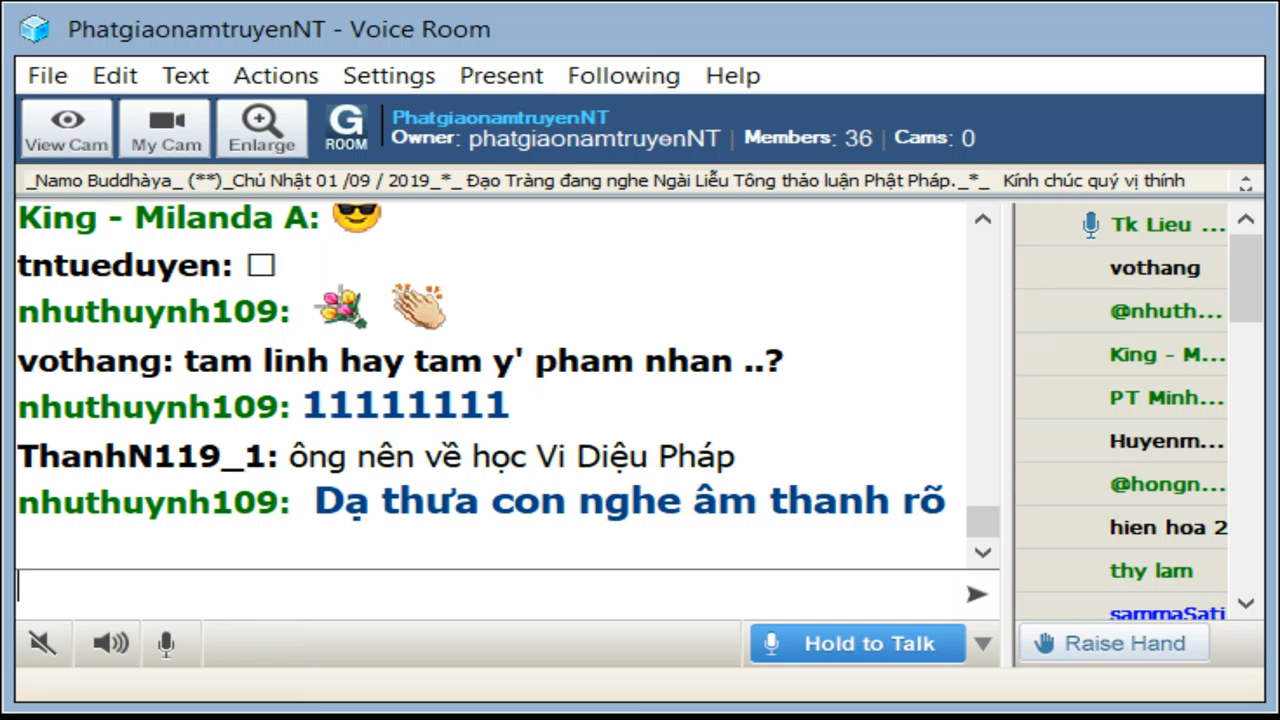 PhatgiaonamtruyenNT - Voice Room
File Edit Text Actions Settings Present Following Help
View Cam My Cam Enlarge G ROOM
PhatgiaonamtruyenNT
Owner: phatgiaonamtruyenNT | Members: 36 | Cams: 0
_Namo Buddhàya_ (**)_Chủ Nhật 01 /09 / 2019_*_ Đạo Tràng đang nghe Ngài Liễu Tông thảo luận Phật Pháp._*_ Kính chúc quý vị thính
King - Milanda A:
tntueduyen: □
nhuthuynh109:
vothang: tam linh hay tam y' pham nhan ..?
nhuthuynh109: 11111111
ThanhN119_1: ông nên về học Vi Diệu Pháp
nhuthuynh109: Dạ thưa con nghe âm thanh rõ
Tk Lieu ...
vothang
@nhuth...
King - M...
PT Minh...
Huyenm...
@hongn...
hien hoa 2
thy lam
sammaSati
Hold to Talk
Raise Hand